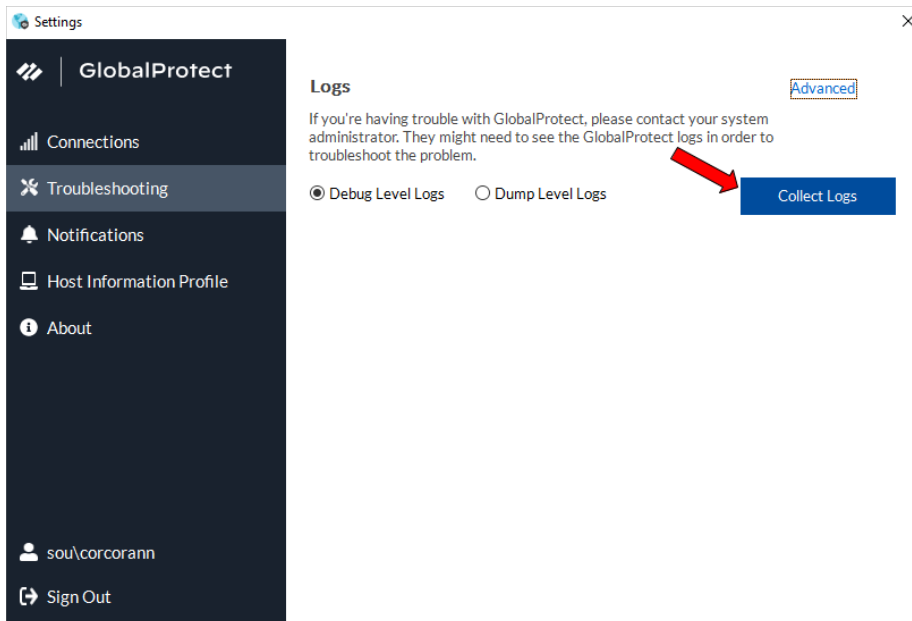 Settings
GlobalProtect
Connections
Troubleshooting
Notifications
Host Information Profile
About
sou\corcorann
Sign Out
Logs
Advanced
If you're having trouble with GlobalProtect, please contact your system
administrator. They might need to see the GlobalProtect logs in order to
troubleshoot the problem.
Debug Level Logs
Dump Level Logs
Collect Logs